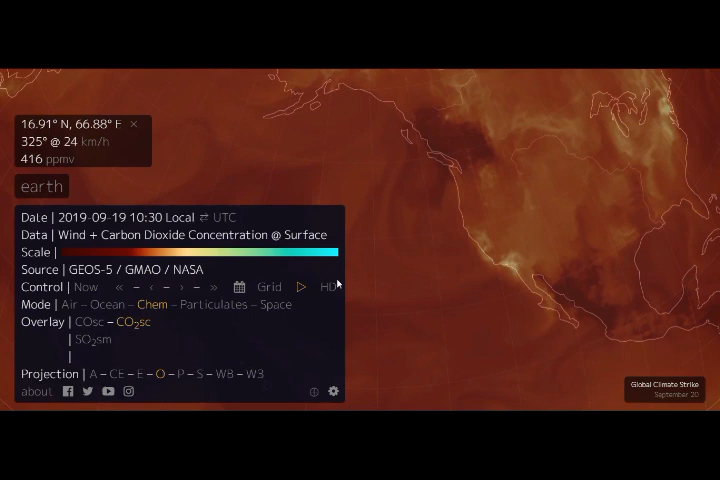 16.91° N, 66.88° E ×
325° @ 24 km/h
416 ppmv
earth
Date | 2019-09-19 10:30 Local ⇄ UTC
Data | Wind + Carbon Dioxide Concentration @ Surface
Scale |
Source | GEOS-5 / GMAO / NASA
Control | Now « – ‹ – › – » Grid ▷ HD
Mode | Air – Ocean – Chem – Particulates – Space
Overlay | COsc – CO₂sc
| SO₂sm
|
Projection | A – CE – E – O – P – S – WB – W3
about
Global Climate Strike
September 20